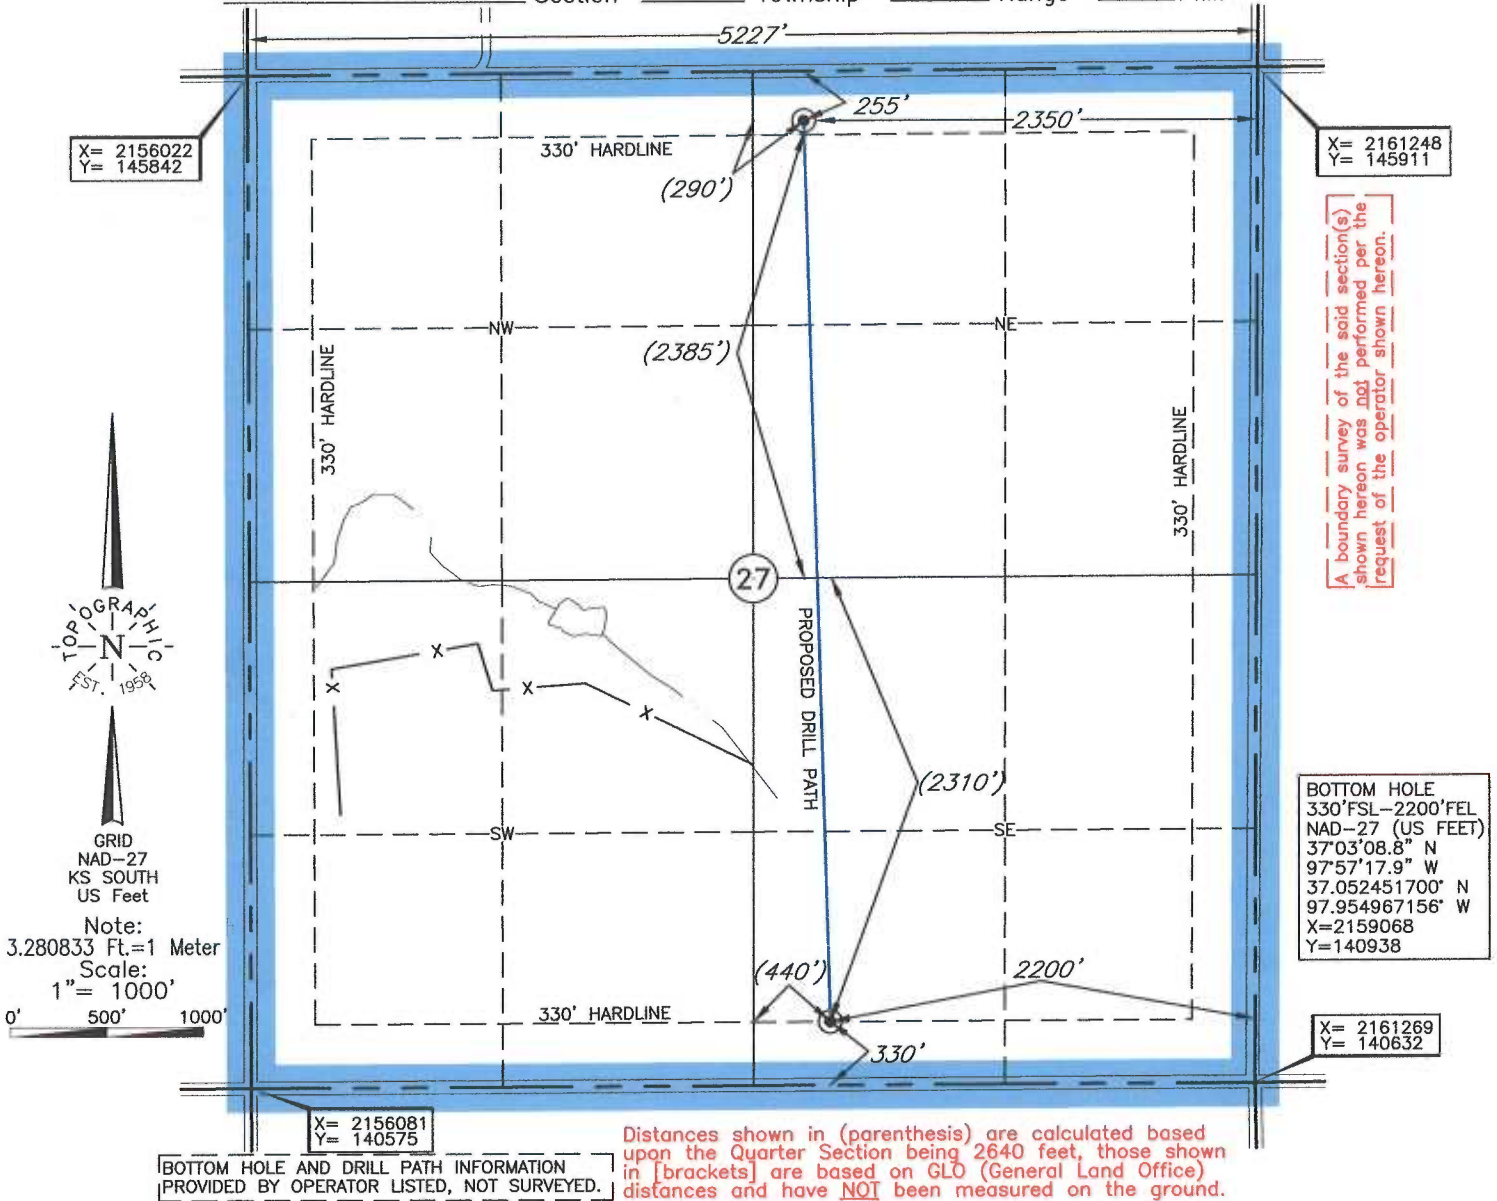 5227'
255'
2350'
X= 2156022
Y= 145842
X= 2161248
Y= 145911
330' HARDLINE
(290')
A boundary survey of the said section(s)
shown hereon was not performed per the
request of the operator shown hereon.
NW
NE
(2385')
330' HARDLINE
330' HARDLINE
27
TOPOGRAPHIC
N
EST. 1958
PROPOSED DRILL PATH
X
X
X
X
(2310')
SW
SE
GRID
NAD-27
KS SOUTH
US Feet
Note:
3.280833 Ft.=1 Meter
Scale:
1"= 1000'
0' 500' 1000'
BOTTOM HOLE
330'FSL-2200'FEL
NAD-27 (US FEET)
37°03'08.8" N
97°57'17.9" W
37.052451700° N
97.954967156° W
X=2159068
Y=140938
(440')
2200'
330' HARDLINE
330'
X= 2161269
Y= 140632
X= 2156081
Y= 140575
BOTTOM HOLE AND DRILL PATH INFORMATION
PROVIDED BY OPERATOR LISTED, NOT SURVEYED.
Distances shown in (parenthesis) are calculated based
upon the Quarter Section being 2640 feet, those shown
in [brackets] are based on GLO (General Land Office)
distances and have NOT been measured on the ground.